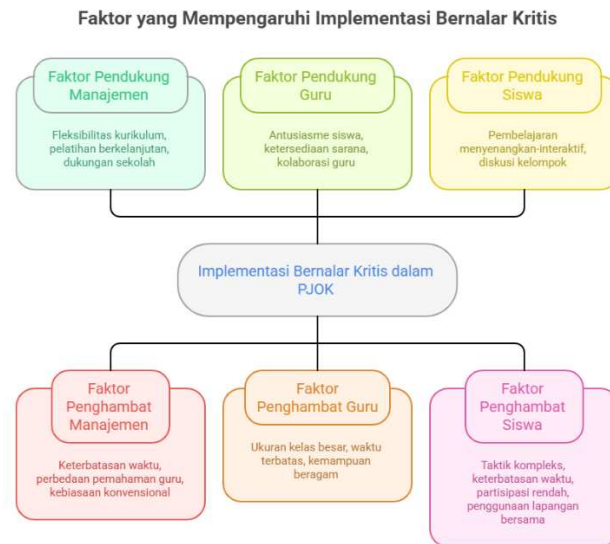 Faktor yang Mempengaruhi Implementasi Bernalar Kritis
Faktor Pendukung
Manajemen
Fleksibilitas kurikulum,
pelatihan berkelanjutan,
dukungan sekolah
Faktor Pendukung
Guru
Antusiasme siswa,
ketersediaan sarana,
kolaborasi guru
Faktor Pendukung
Siswa
Pembelajaran
menyenangkan-interaktif,
diskusi kelompok
Implementasi Bernalar Kritis dalam
PJOK
Faktor
Penghambat
Manajemen
Keterbatasan waktu,
perbedaan pemahaman guru,
kebiasaan konvensional
Faktor
Penghambat Guru
Ukuran kelas besar, waktu
terbatas, kemampuan
beragam
Faktor
Penghambat
Siswa
Taktik kompleks,
keterbatasan waktu,
partisipasi rendah,
penggunaan lapangan
bersama